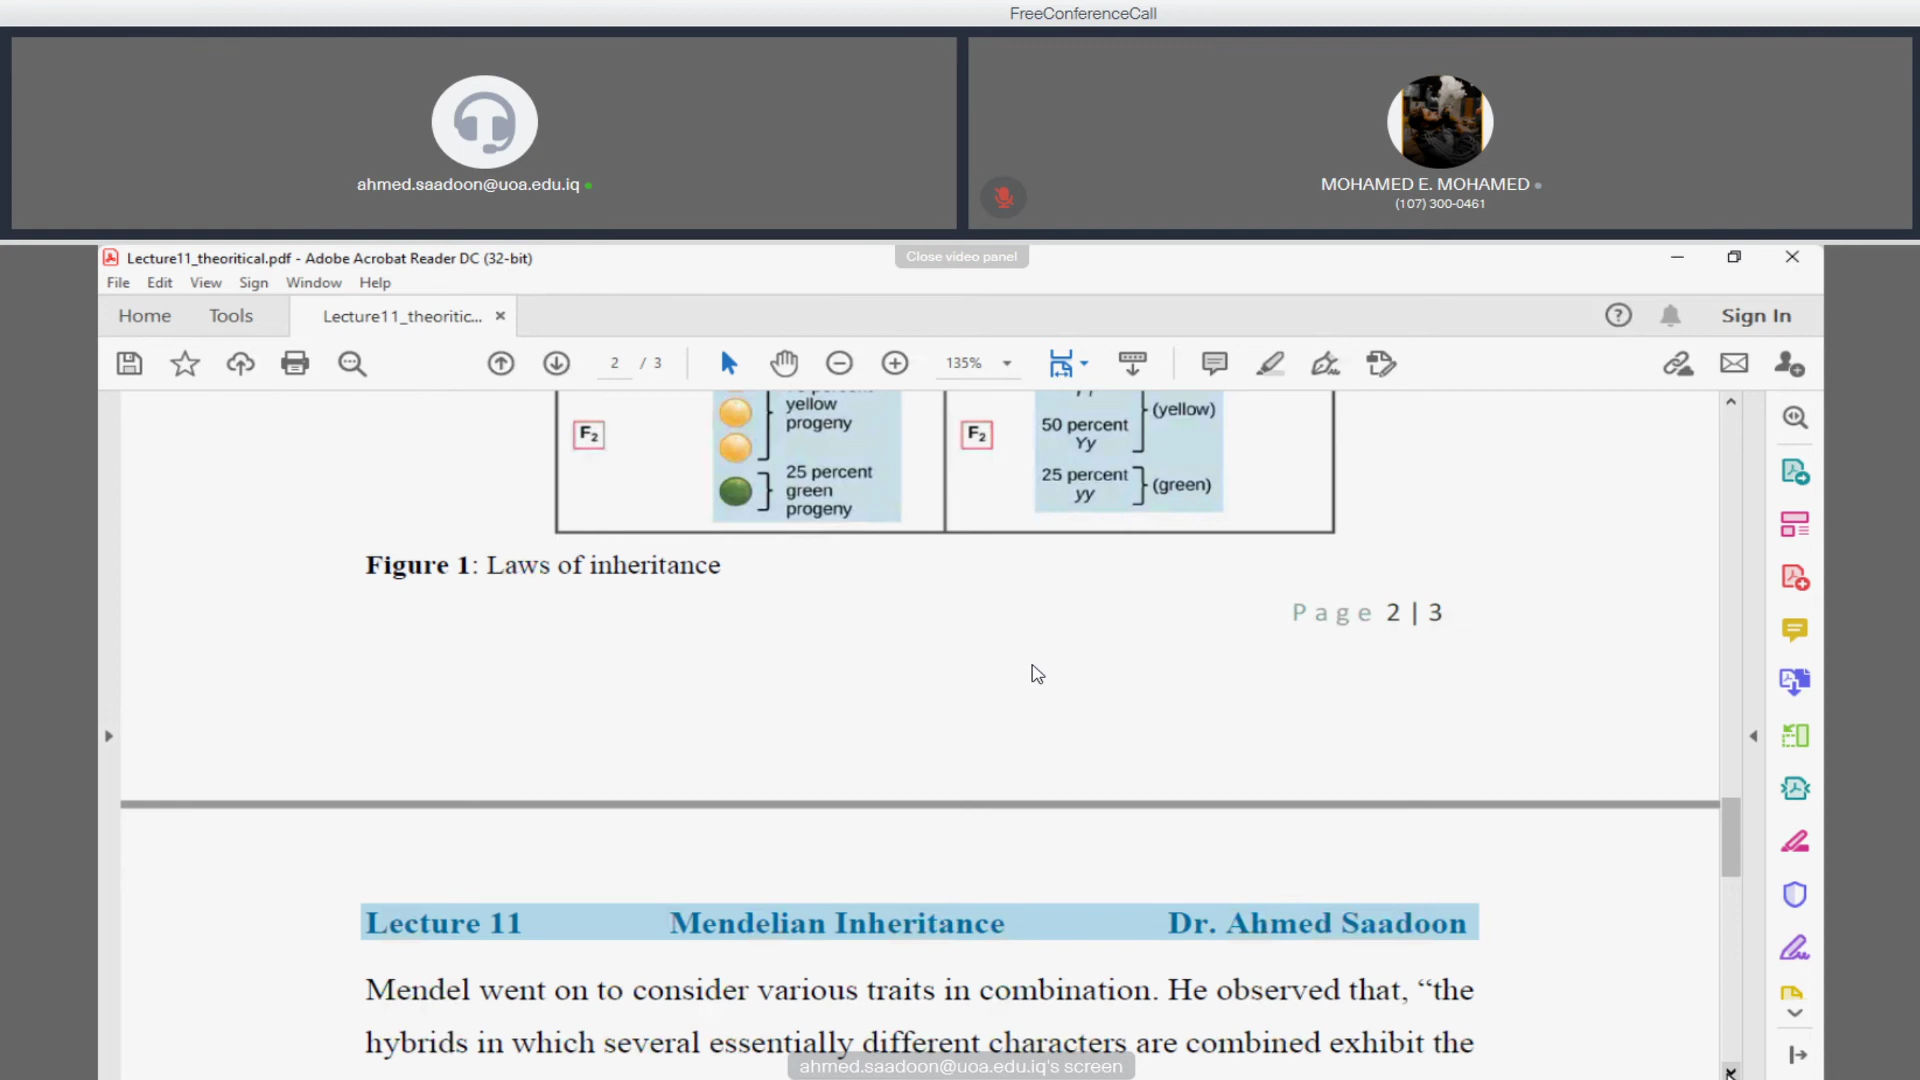 FreeConferenceCall
ahmed.saadoon@uoa.edu.iq
MOHAMED E. MOHAMED
(107) 300-0461
Lecture11_theoritical.pdf - Adobe Acrobat Reader DC (32-bit)
Close video panel
File Edit View Sign Window Help
Home Tools Lecture11_theoritic... Sign In
2 / 3 135%
yellow
progeny
F2
25 percent
green
progeny
(yellow)
F2
50 percent
Yy
25 percent
yy
(green)
Figure 1: Laws of inheritance
Page 2 | 3
Lecture 11 Mendelian Inheritance Dr. Ahmed Saadoon
Mendel went on to consider various traits in combination. He observed that, “the
hybrids in which several essentially different characters are combined exhibit the
ahmed.saadoon@uoa.edu.iq's screen